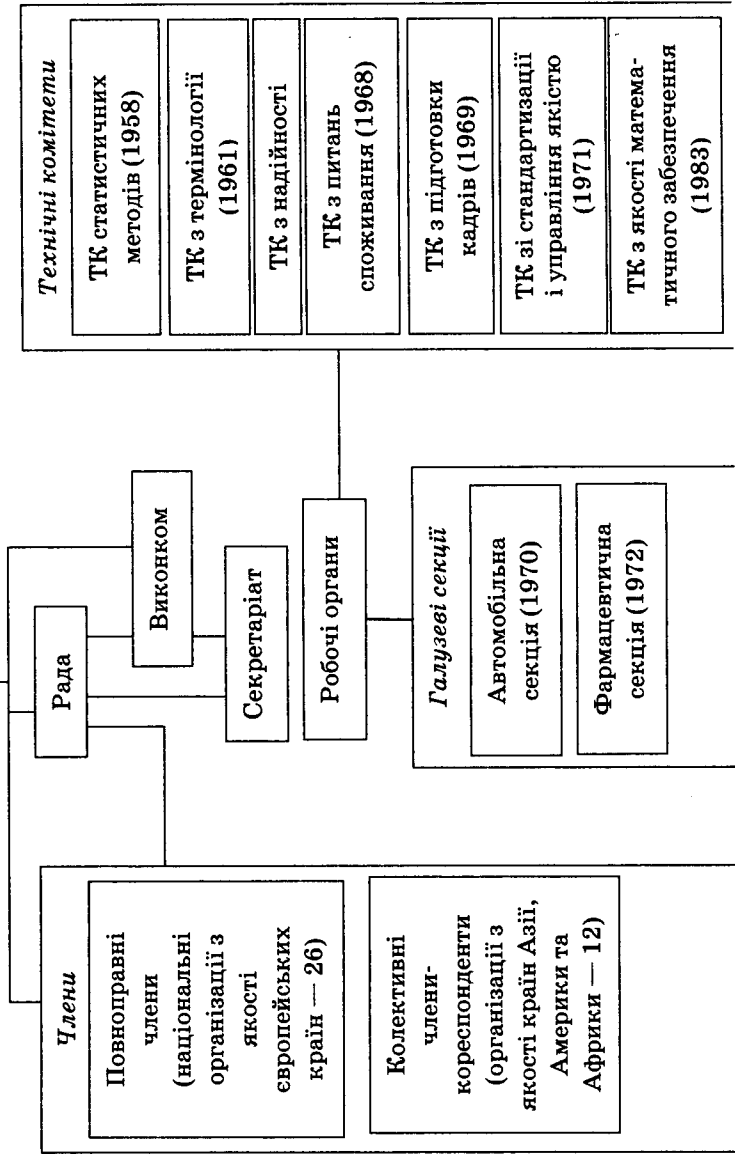 Члени
Повноправні
члени
(національні
організації з
якості
європейських
країн — 26)
Колективні
члени-
кореспонденти
(організації з
якості країн Азії,
Америки та
Африки — 12)
Рада
Виконком
Секретаріат
Робочі органи
Галузеві секції
Автомобільна
секція (1970)
Фармацевтична
секція (1972)
Технічні комітети
ТК статистичних
методів (1958)
ТК з термінології
(1961)
ТК з надійності
ТК з питань
споживання (1968)
ТК з підготовки
кадрів (1969)
ТК зі стандартизації
і управління якістю
(1971)
ТК з якості матема-
тичного забезпечення
(1983)